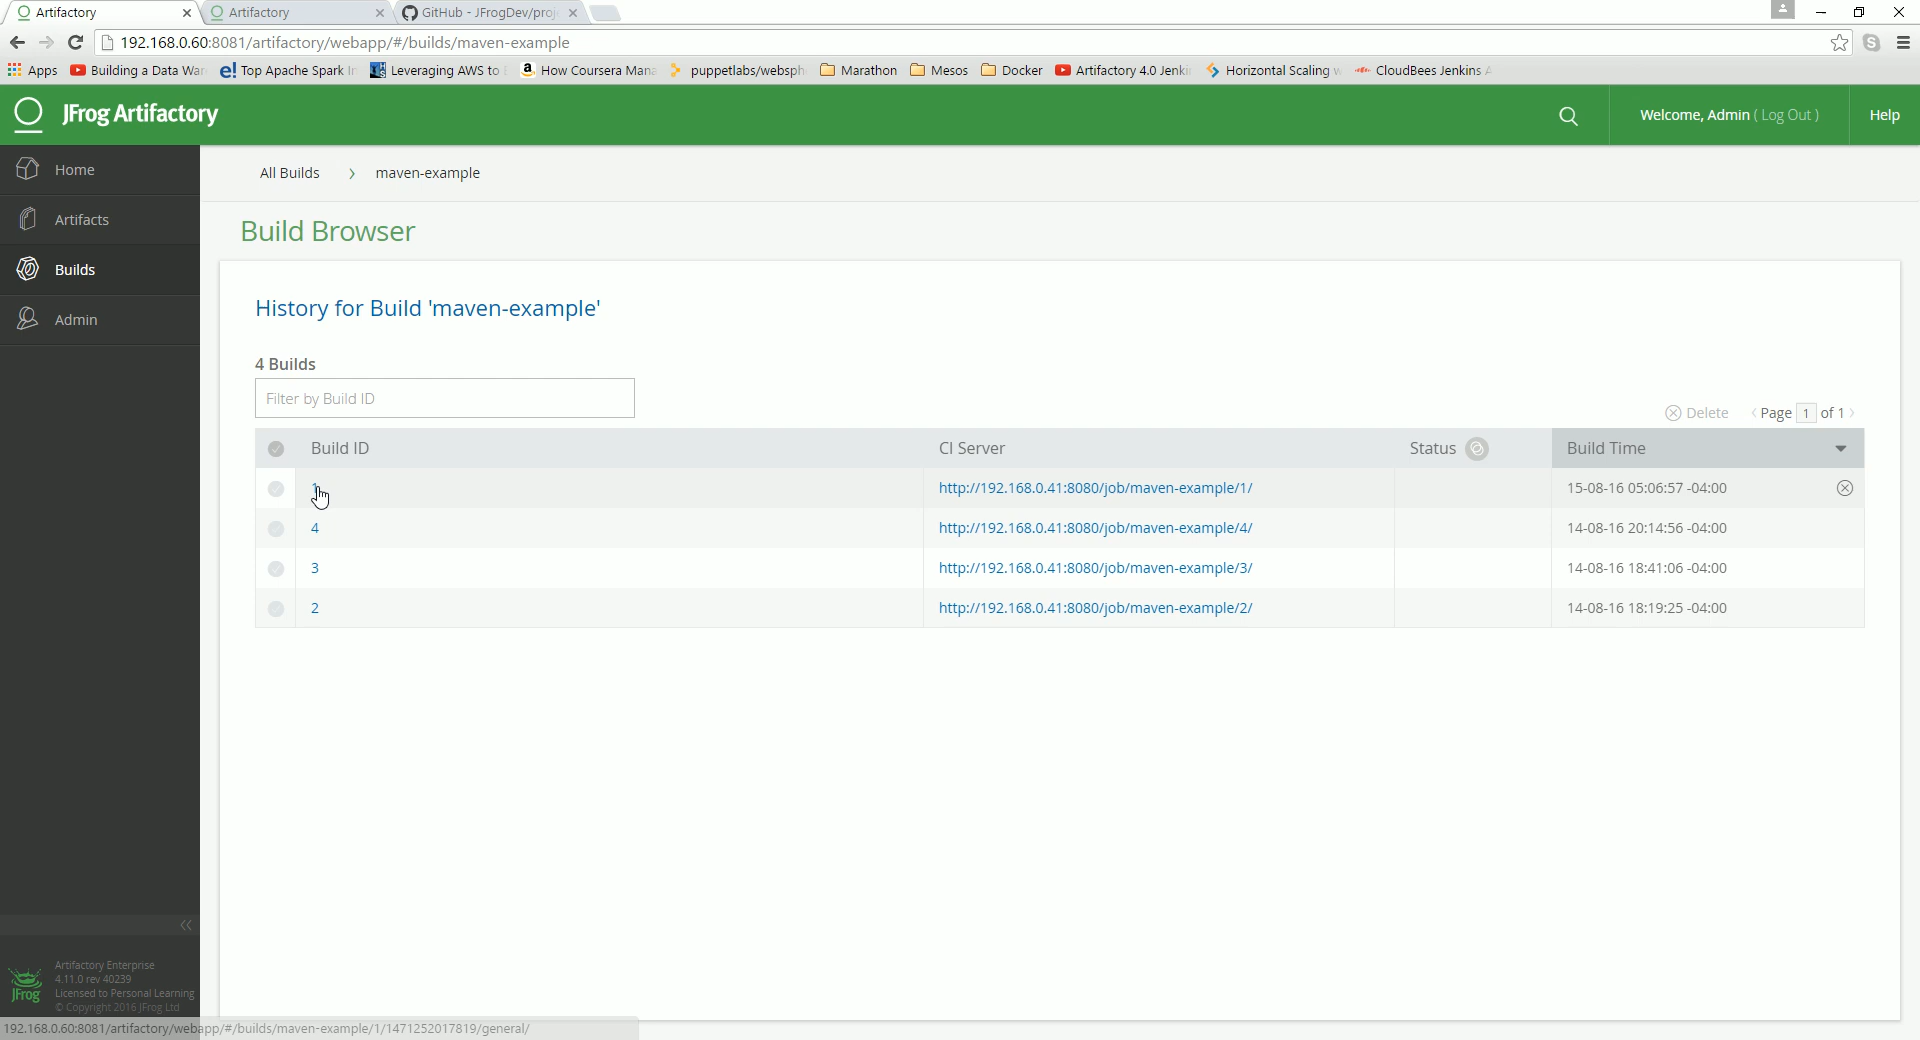 Artifactory
Artifactory
GitHub - JFrogDev/proj
192.168.0.60:8081/artifactory/webapp/#/builds/maven-example
Apps
Building a Data War
e! Top Apache Spark In
Leveraging AWS to
How Coursera Mana
puppetlabs/websph
Marathon
Mesos
Docker
Artifactory 4.0 Jenki
Horizontal Scaling w
CloudBees Jenkins A
JFrog Artifactory
Welcome, Admin ( Log Out )
Help
Home
Artifacts
Builds
Admin
All Builds > maven-example
Build Browser
History for Build 'maven-example'
4 Builds
Filter by Build ID
Delete
Page 1 of 1
Build ID CI Server Status Build Time
1 http://192.168.0.41:8080/job/maven-example/1/ 15-08-16 05:06:57 -04:00
4 http://192.168.0.41:8080/job/maven-example/4/ 14-08-16 20:14:56 -04:00
3 http://192.168.0.41:8080/job/maven-example/3/ 14-08-16 18:41:06 -04:00
2 http://192.168.0.41:8080/job/maven-example/2/ 14-08-16 18:19:25 -04:00
JFrog
Artifactory Enterprise
4.11.0 rev 40239
Licensed to Personal Learning
© Copyright 2016 JFrog Ltd
192.168.0.60:8081/artifactory/webapp/#/builds/maven-example/1/1471252017819/general/